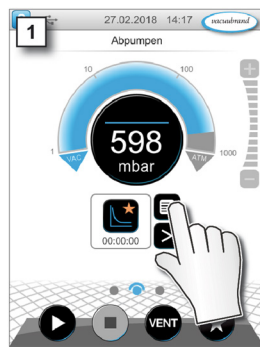 1
27.02.2018 14:17 vacuubrand
Abpumpen
10 100
598
mbar
1 VAC ATM 1000
00:00:00
VENT